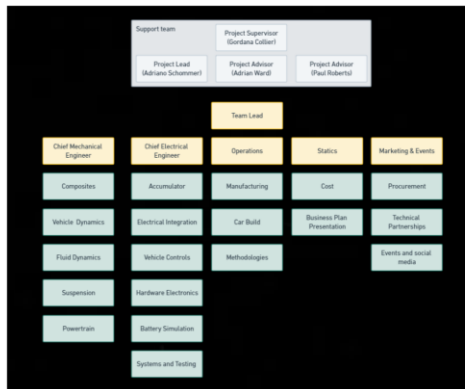 Support team
Project Supervisor
(Gordana Collier)
Project Lead
(Adriano Schommer)
Project Advisor
(Adrian Ward)
Project Advisor
(Paul Roberts)
Team Lead
Chief Mechanical
Engineer
Chief Electrical
Engineer
Operations
Statics
Marketing & Events
Composites
Accumulator
Manufacturing
Cost
Procurement
Vehicle Dynamics
Electrical Integration
Car Build
Business Plan
Presentation
Technical
Partnerships
Fluid Dynamics
Vehicle Controls
Methodologies
Events and social
media
Suspension
Hardware Electronics
Powertrain
Battery Simulation
Systems and Testing